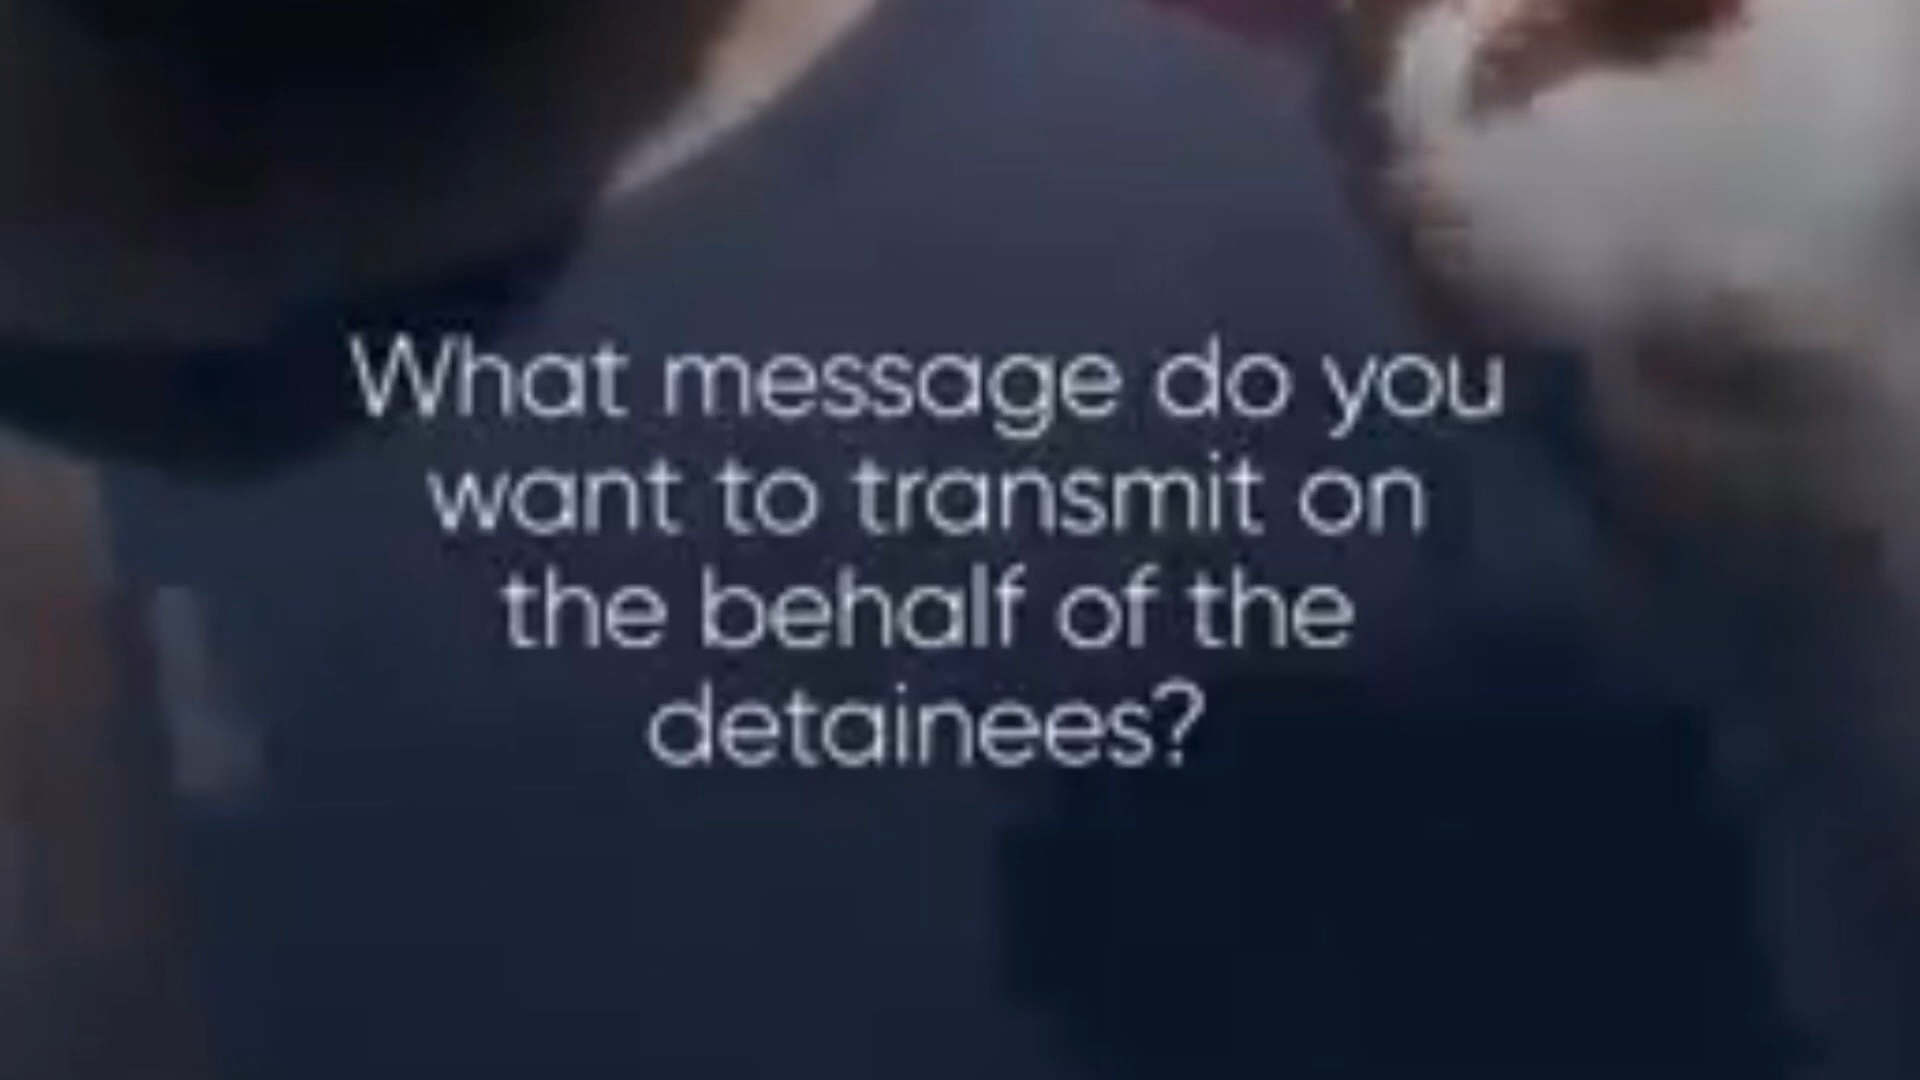 What message do you
want to transmit on
the behalf of the
detainees?